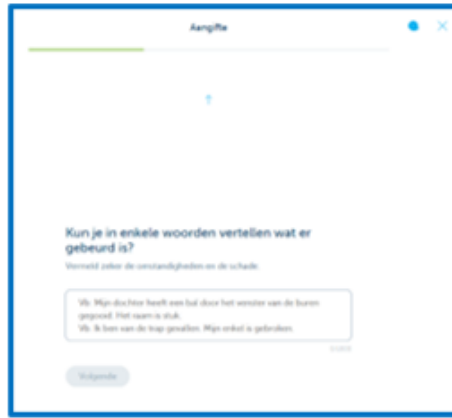 Aangifte
Kun je in enkele woorden vertellen wat er
gebeurd is?
Vermeld zeker de omstandigheden en de schade.
Vb. Mijn dochter heeft een bal door het venster van de buren
gegooid. Het raam is stuk.
Vb. Ik ben van de trap gevallen. Mijn enkel is gebroken.
Volgende